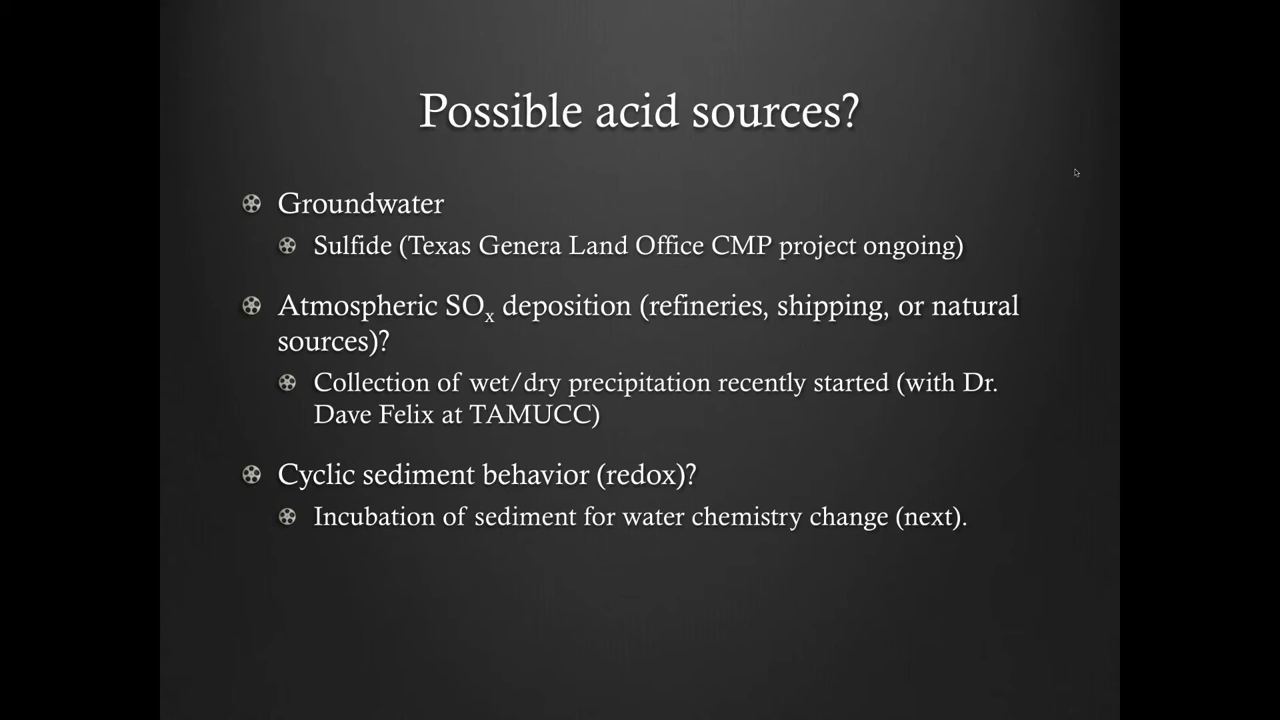 Possible acid sources?
Groundwater
Sulfide (Texas Genera Land Office CMP project ongoing)
Atmospheric SOx deposition (refineries, shipping, or natural
sources)?
Collection of wet/dry precipitation recently started (with Dr.
Dave Felix at TAMUCC)
Cyclic sediment behavior (redox)?
Incubation of sediment for water chemistry change (next).